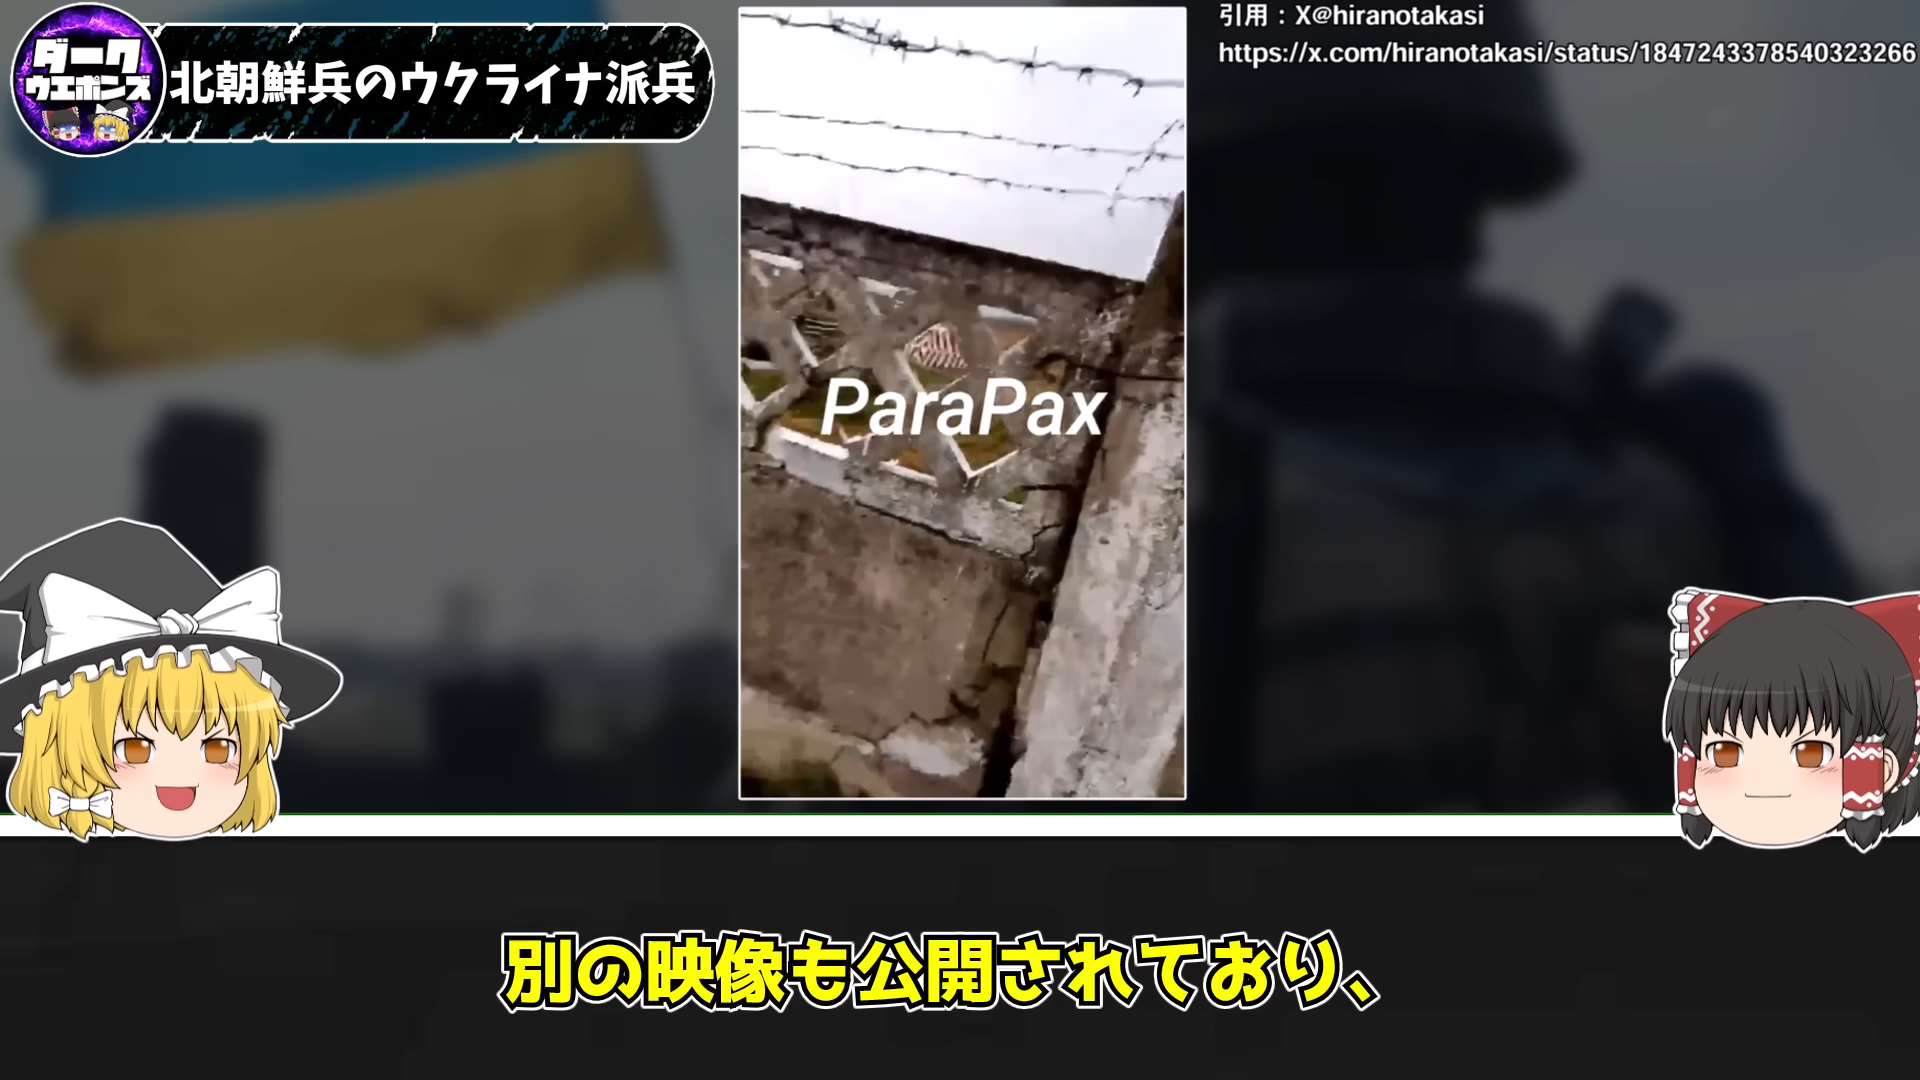 ダーク
ウエポンズ
北朝鮮兵のウクライナ派兵
引用：X@hiranotakasi
https://x.com/hiranotakasi/status/1847243378540323266
ParaPax
別の映像も公開されており、